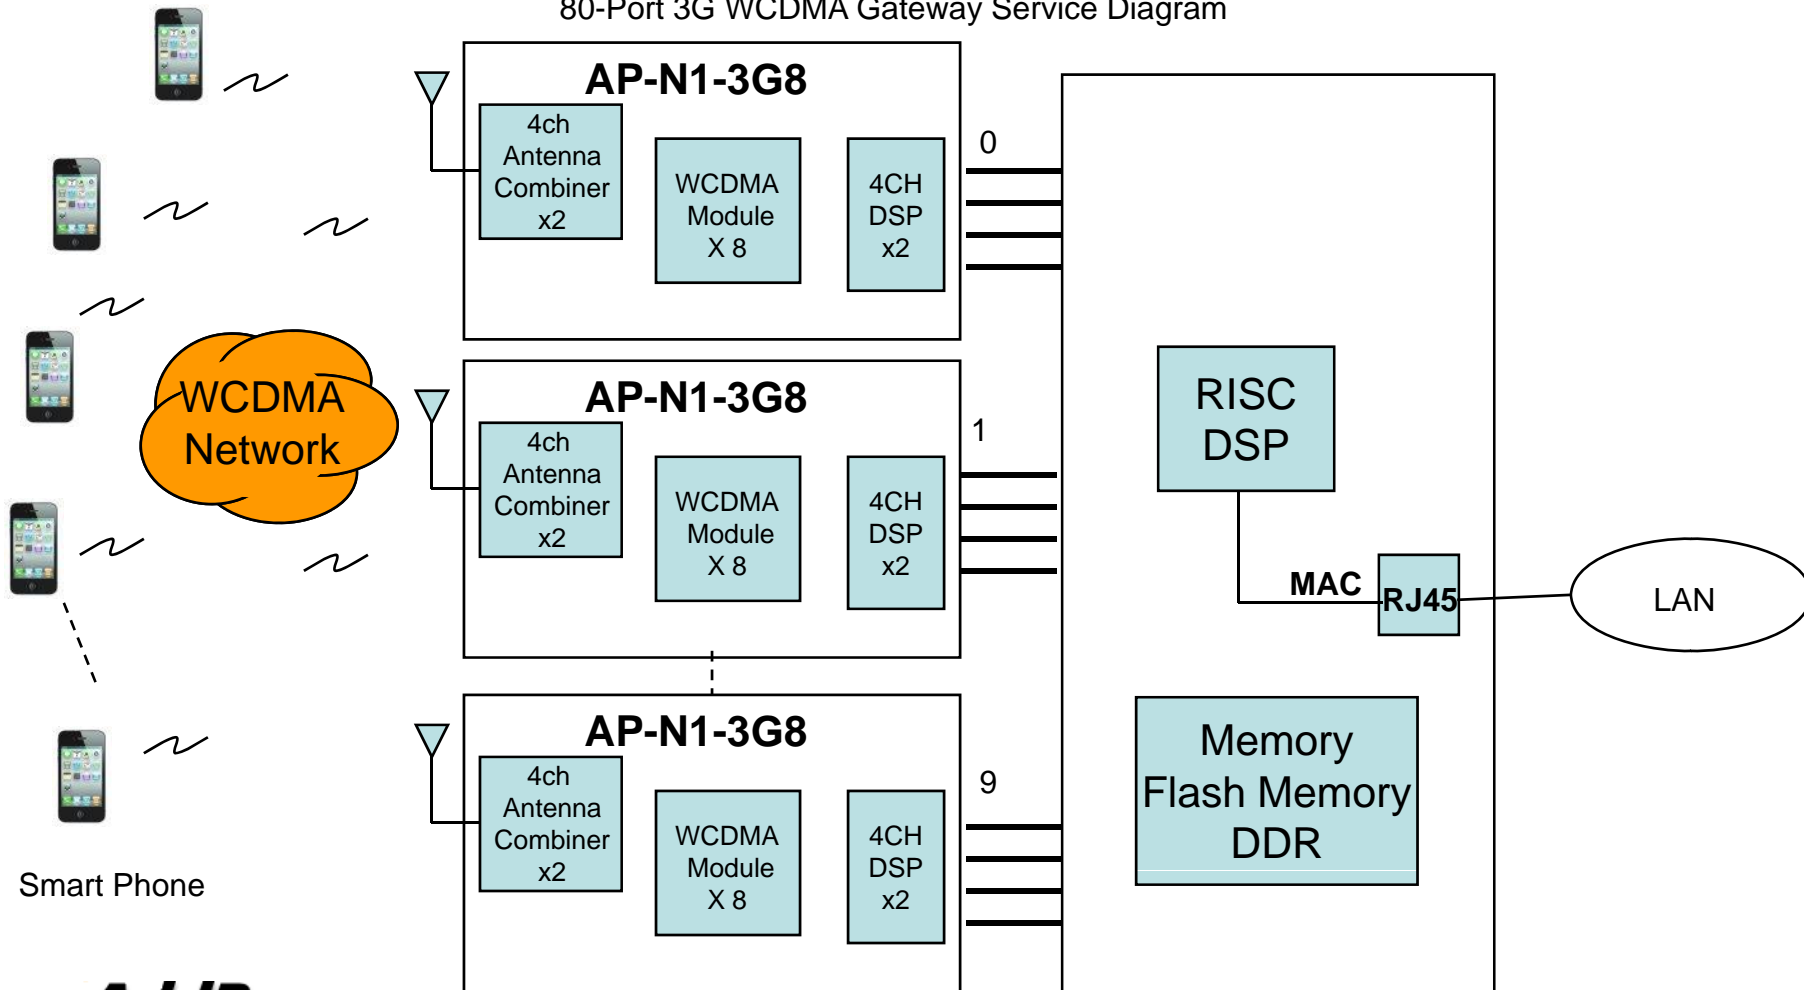 80-Port 3G WCDMA Gateway Service Diagram
AP-N1-3G8
4ch
Antenna
Combiner
x2
WCDMA
Module
X 8
4CH
DSP
x2
0
AP-N1-3G8
4ch
Antenna
Combiner
x2
WCDMA
Module
X 8
4CH
DSP
x2
1
AP-N1-3G8
4ch
Antenna
Combiner
x2
WCDMA
Module
X 8
4CH
DSP
x2
9
WCDMA
Network
Smart Phone
RISC
DSP
MAC
RJ45
LAN
Memory
Flash Memory
DDR